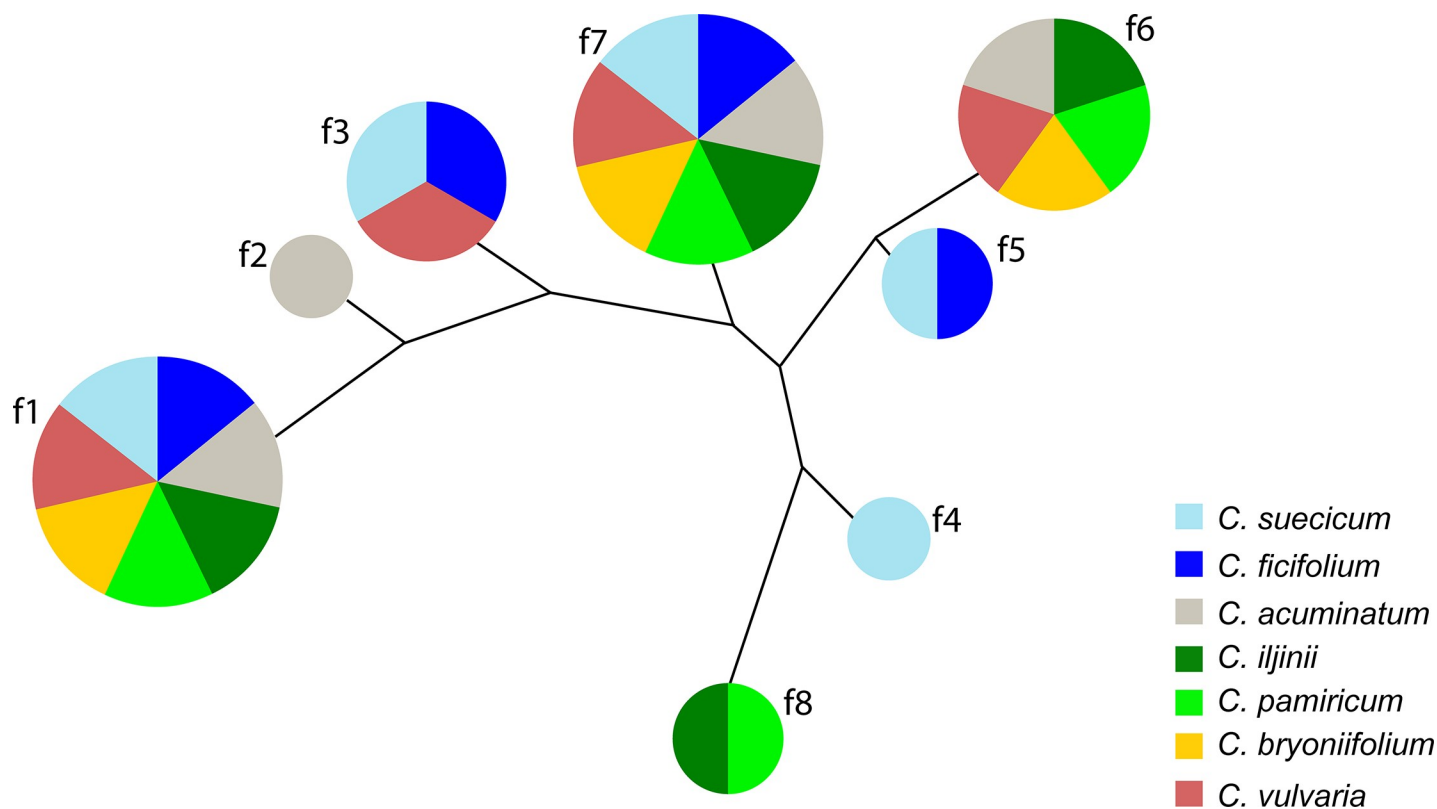 f7
f6
f3
f2
f5
f1
f4
f8
C. suecicum
C. ficifolium
C. acuminatum
C. iljinii
C. pamiricum
C. bryoniifolium
C. vulvaria